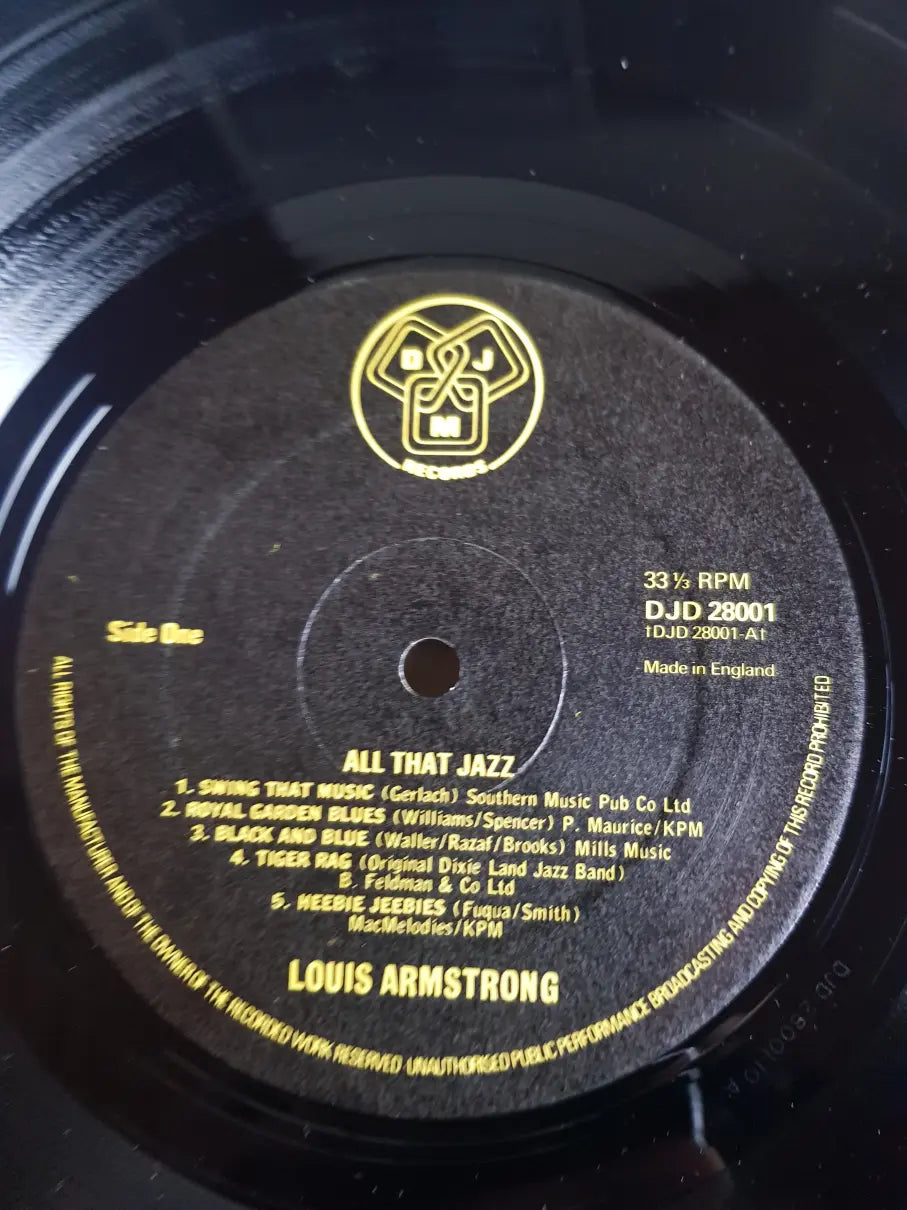 D J
M
RECORDS
33 ⅓ RPM
DJD 28001
†DJD 28001-A†
Side One
Made in England
ALL THAT JAZZ
1. SWING THAT MUSIC (Gerlach) Southern Music Pub Co Ltd
2. ROYAL GARDEN BLUES (Williams/Spencer) P. Maurice/KPM
3. BLACK AND BLUE (Waller/Razaf/Brooks) Mills Music
4. TIGER RAG (Original Dixie Land Jazz Band)
B. Feldman & Co Ltd
5. HEEBIE JEEBIES (Fuqua/Smith)
MacMelodies/KPM
LOUIS ARMSTRONG
ALL RIGHTS OF THE MANUFACTURER AND OF THE OWNER OF THE RECORDED WORK RESERVED · UNAUTHORISED PUBLIC PERFORMANCE BROADCASTING AND COPYING OF THIS RECORD PROHIBITED